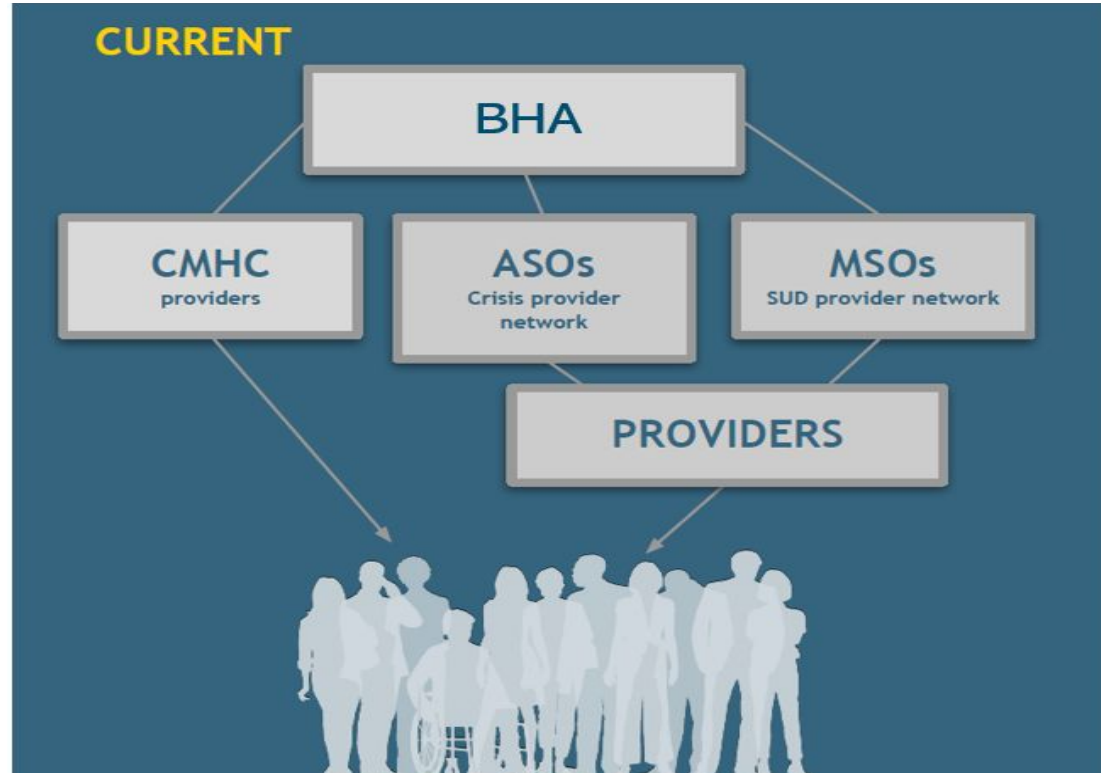 CURRENT
BHA
CMHC
providers
ASOs
Crisis provider
network
MSOs
SUD provider network
PROVIDERS